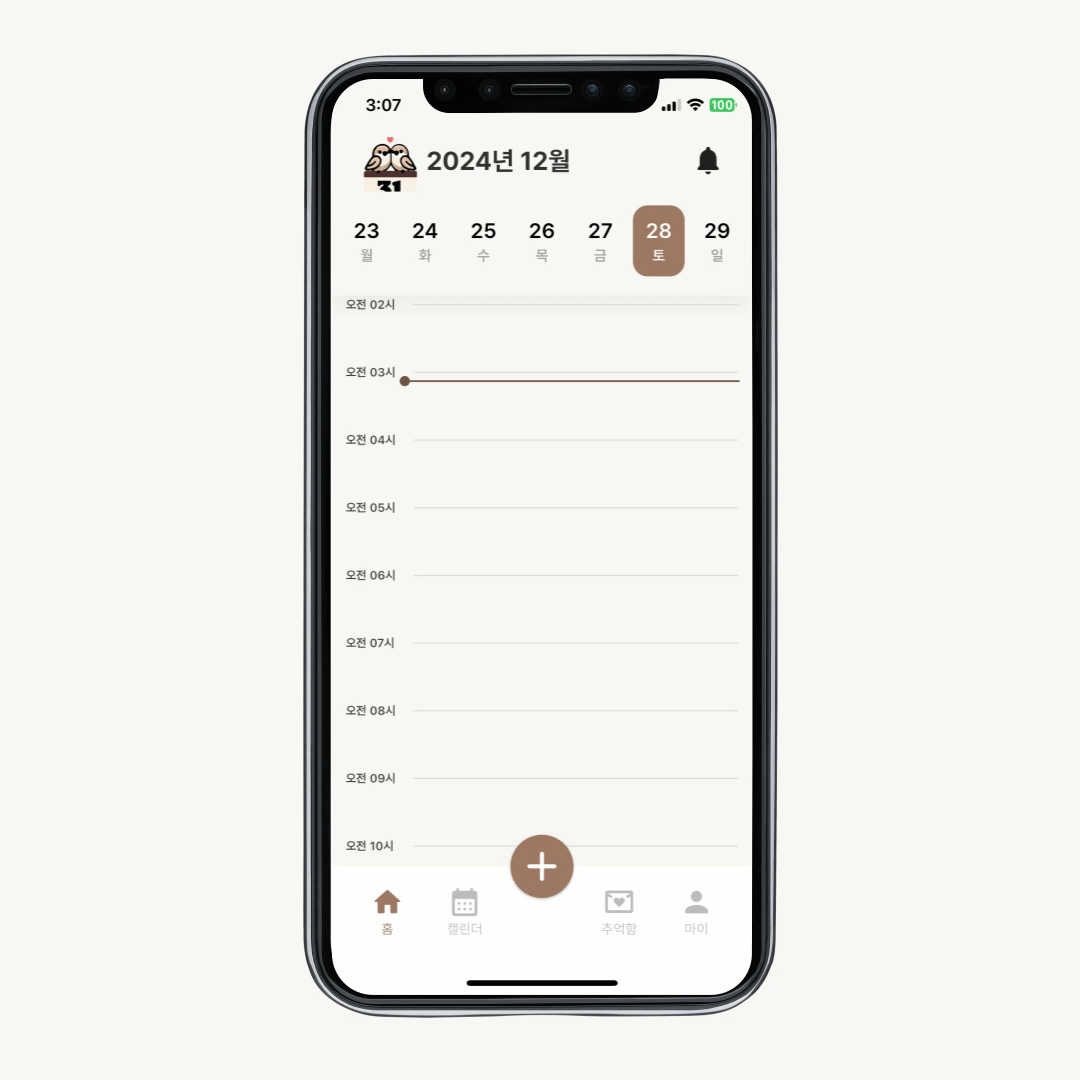 3:07
100
31
2024년 12월
23 24 25 26 27 28 29
월 화 수 목 금 토 일
오전 02시
오전 03시
오전 04시
오전 05시
오전 06시
오전 07시
오전 08시
오전 09시
오전 10시
홈 캘린더 추억함 마이